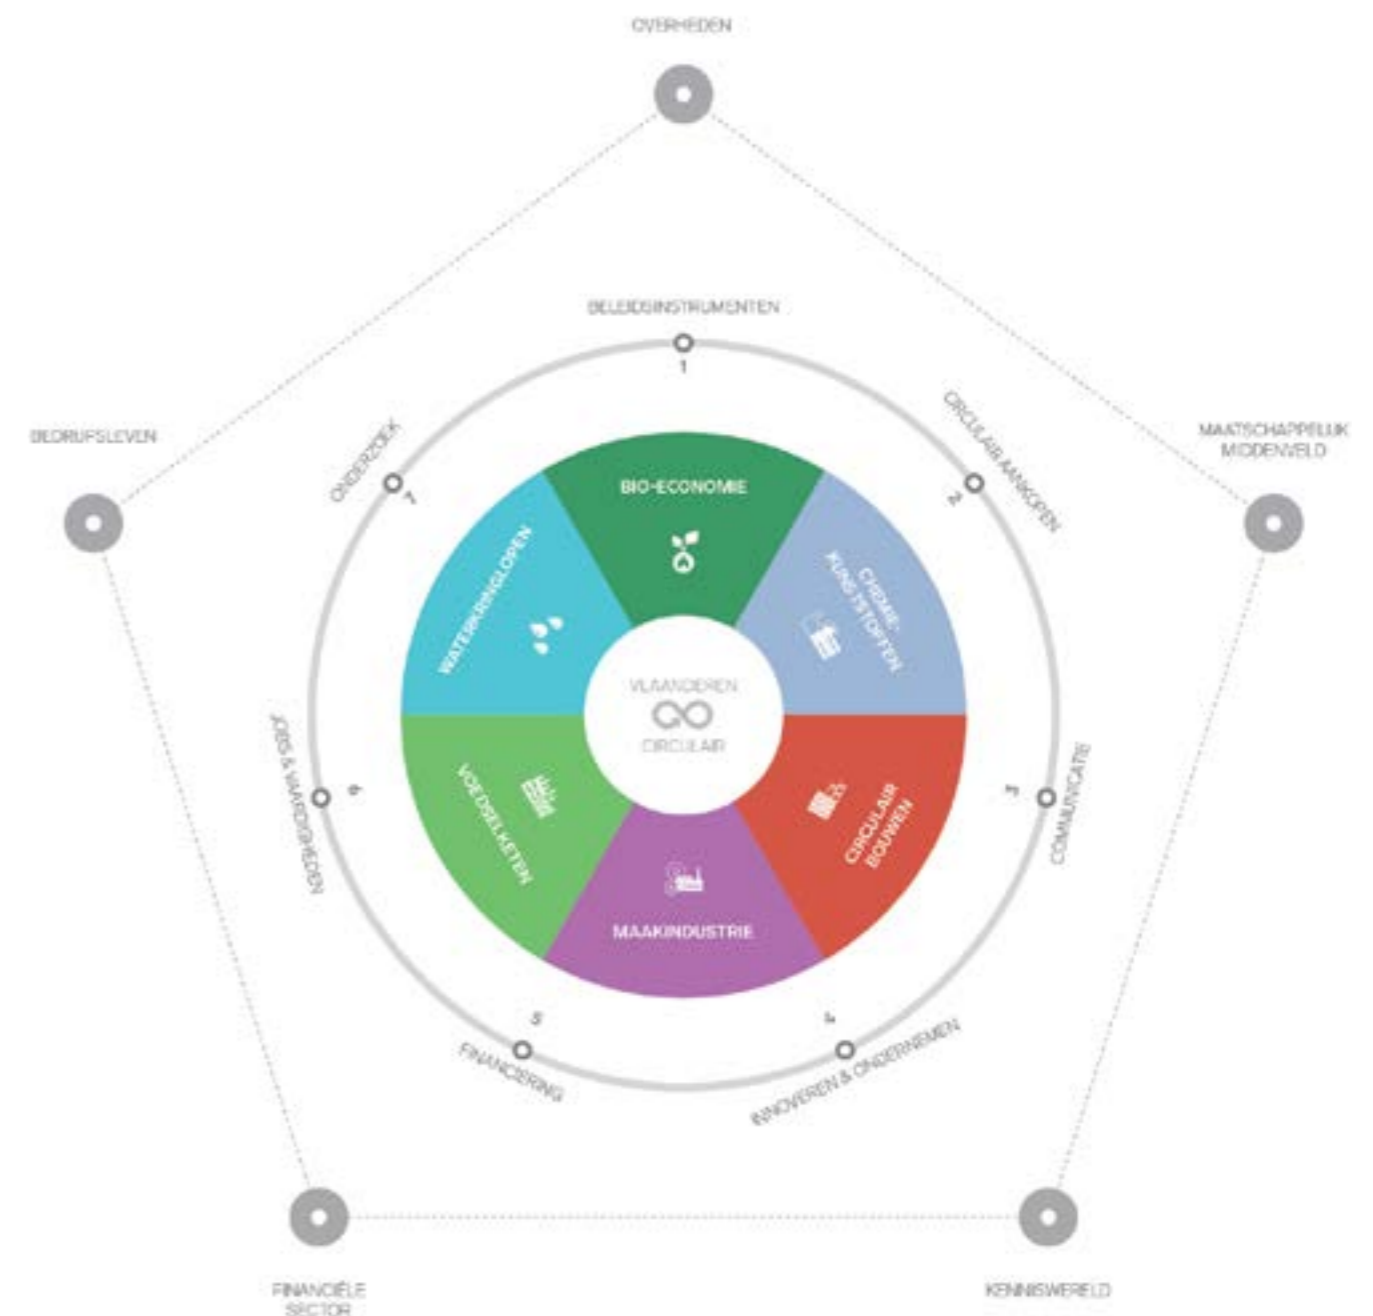 OVERHEDEN
BELEIDSINSTRUMENTEN
1
CIRCULAIR AANKOPEN
2
ONDERZOEK
7
BEDRIJFSLEVEN
MAATSCHAPPELIJK
MIDDENVELD
BIO-ECONOMIE
CHEMIE-
KUNSTSTOFFEN
WATERKRINGLOPEN
VLAANDEREN
CIRCULAIR
CIRCULAIR
BOUWEN
VOEDSELKETEN
MAAKINDUSTRIE
JOBS & VAARDIGHEDEN
6
3
COMMUNICATIE
5
FINANCIERING
4
INNOVEREN & ONDERNEMEN
FINANCIËLE
SECTOR
KENNISWERELD